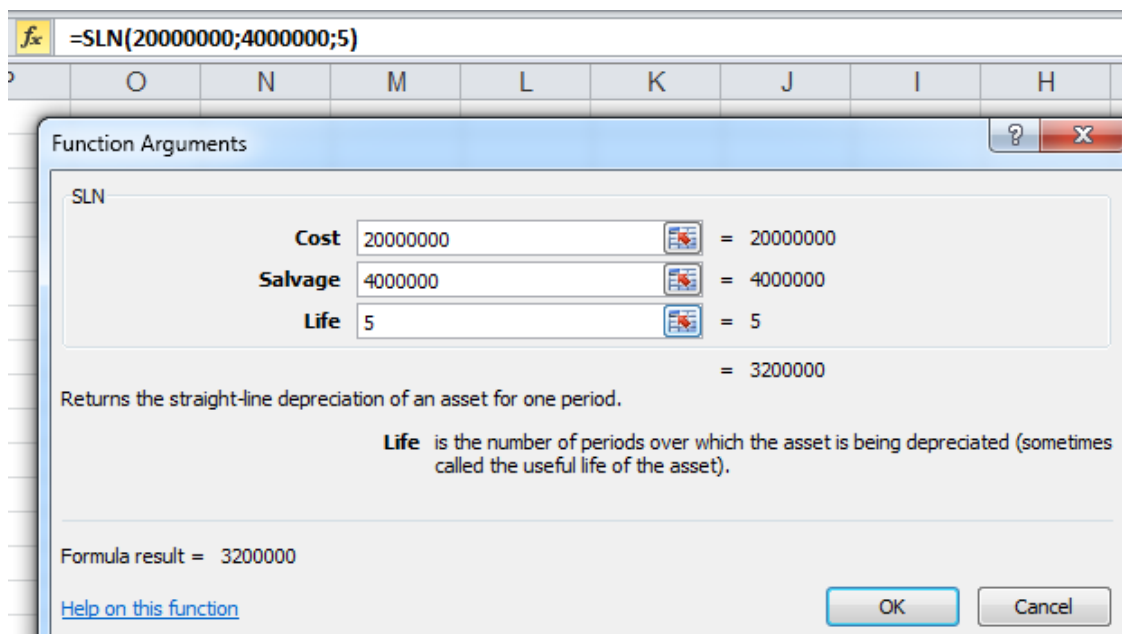 fx =SLN(20000000;4000000;5)
O N M L K J I H
Function Arguments
SLN
Cost 20000000 = 20000000
Salvage 4000000 = 4000000
Life 5 = 5
= 3200000
Returns the straight-line depreciation of an asset for one period.
Life is the number of periods over which the asset is being depreciated (sometimes
called the useful life of the asset).
Formula result = 3200000
Help on this function
OK Cancel